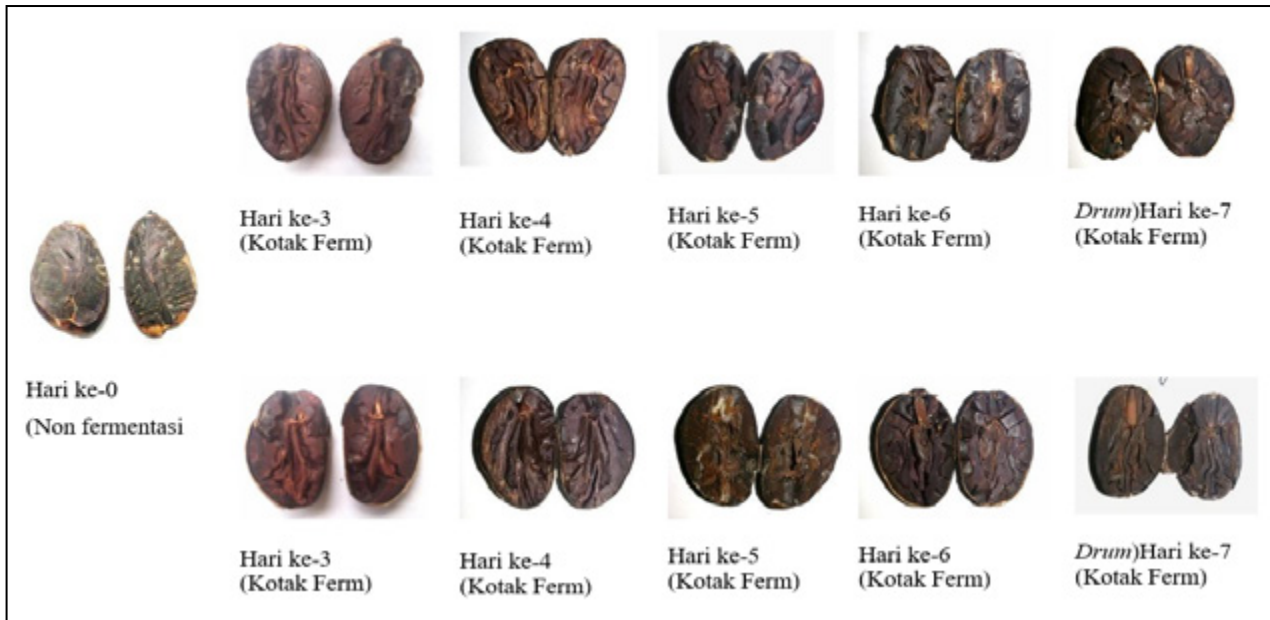 Hari ke-3
(Kotak Ferm)
Hari ke-4
(Kotak Ferm)
Hari ke-5
(Kotak Ferm)
Hari ke-6
(Kotak Ferm)
Drum)Hari ke-7
(Kotak Ferm)
Hari ke-0
(Non fermentasi
Hari ke-3
(Kotak Ferm)
Hari ke-4
(Kotak Ferm)
Hari ke-5
(Kotak Ferm)
Hari ke-6
(Kotak Ferm)
Drum)Hari ke-7
(Kotak Ferm)